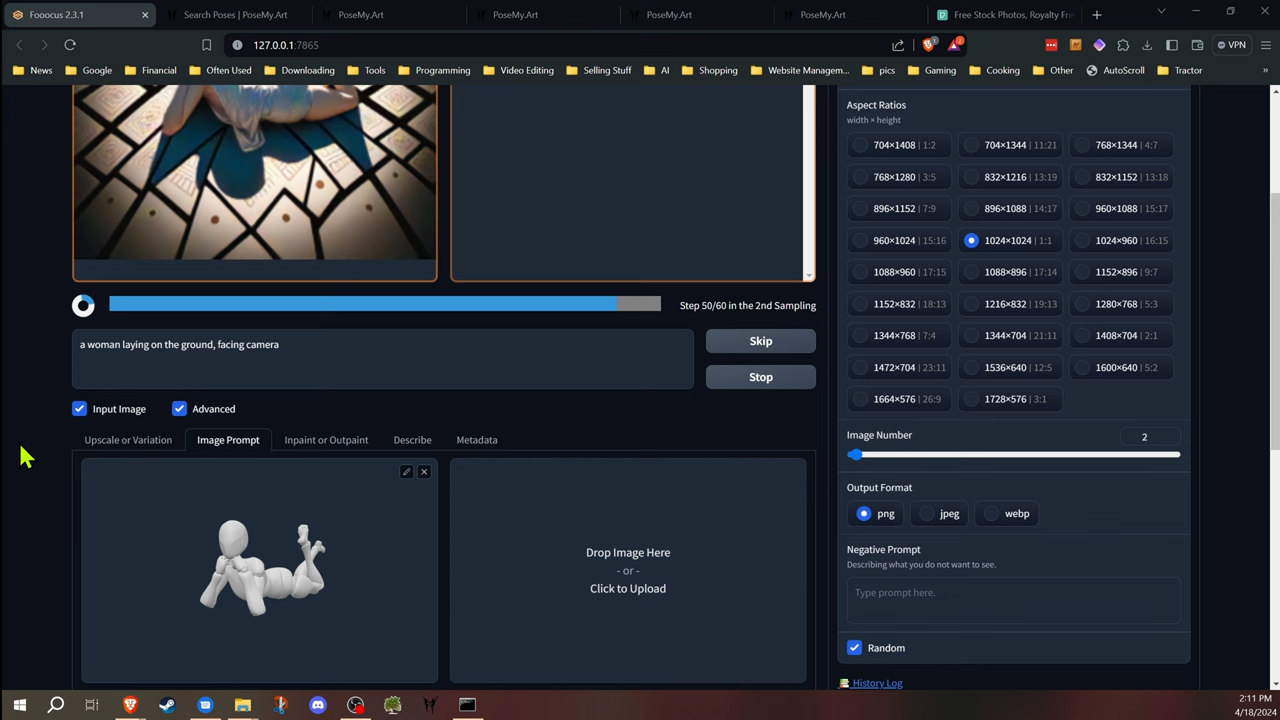 Fooocus 2.3.1
Search Poses | PoseMy.Art
PoseMy.Art
PoseMy.Art
PoseMy.Art
PoseMy.Art
Free Stock Photos, Royalty Fre
127.0.0.1:7865
VPN
News
Google
Financial
Often Used
Downloading
Tools
Programming
Video Editing
Selling Stuff
AI
Shopping
Website Managem...
pics
Gaming
Cooking
Other
AutoScroll
Tractor
Aspect Ratios
width × height
704×1408 | 1:2
704×1344 | 11:21
768×1344 | 4:7
768×1280 | 3:5
832×1216 | 13:19
832×1152 | 13:18
896×1152 | 7:9
896×1088 | 14:17
960×1088 | 15:17
960×1024 | 15:16
1024×1024 | 1:1
1024×960 | 16:15
1088×960 | 17:15
1088×896 | 17:14
1152×896 | 9:7
1152×832 | 18:13
1216×832 | 19:13
1280×768 | 5:3
1344×768 | 7:4
1344×704 | 21:11
1408×704 | 2:1
1472×704 | 23:11
1536×640 | 12:5
1600×640 | 5:2
1664×576 | 26:9
1728×576 | 3:1
Step 50/60 in the 2nd Sampling
a woman laying on the ground, facing camera
Skip
Stop
Input Image
Advanced
Upscale or Variation
Image Prompt
Inpaint or Outpaint
Describe
Metadata
Drop Image Here
- or -
Click to Upload
Image Number
2
Output Format
png
jpeg
webp
Negative Prompt
Describing what you do not want to see.
Type prompt here.
Random
History Log
2:11 PM
4/18/2024